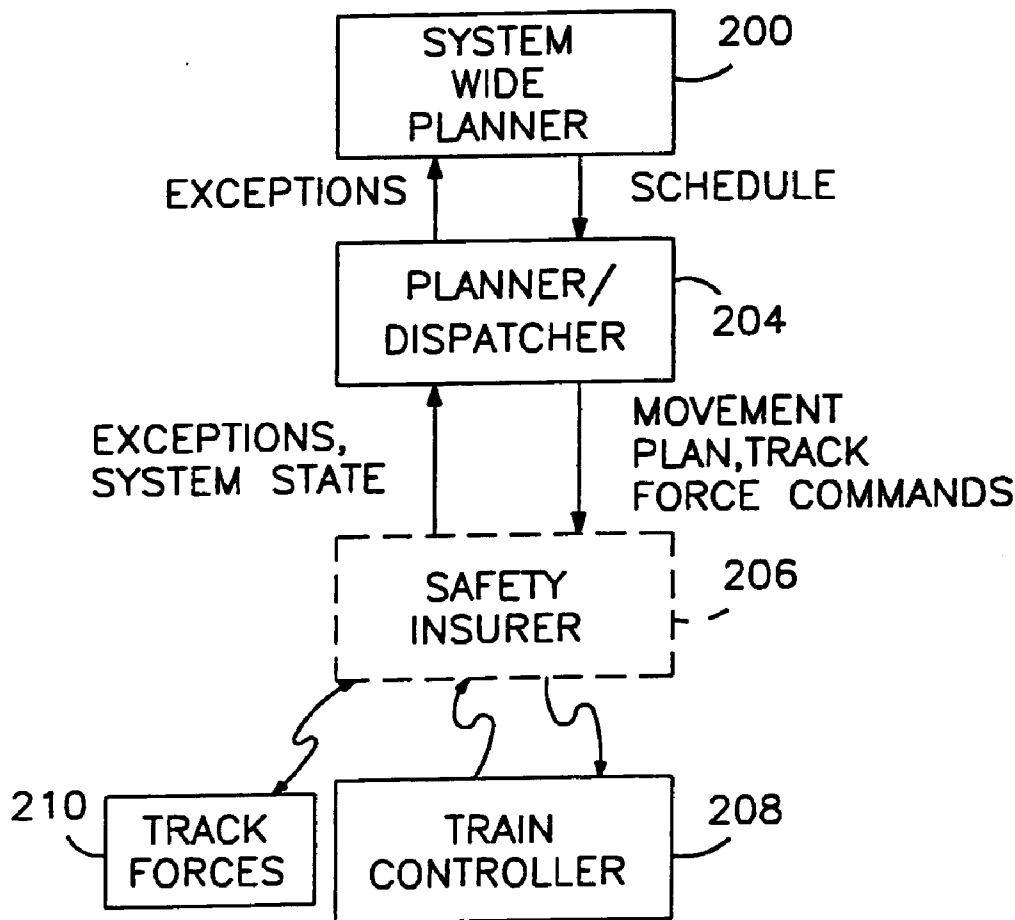 SYSTEM
WIDE
PLANNER
200
EXCEPTIONS
SCHEDULE
PLANNER/
DISPATCHER
204
EXCEPTIONS,
SYSTEM STATE
MOVEMENT
PLAN,TRACK
FORCE COMMANDS
SAFETY
INSURER
206
210
TRACK
FORCES
TRAIN
CONTROLLER
208